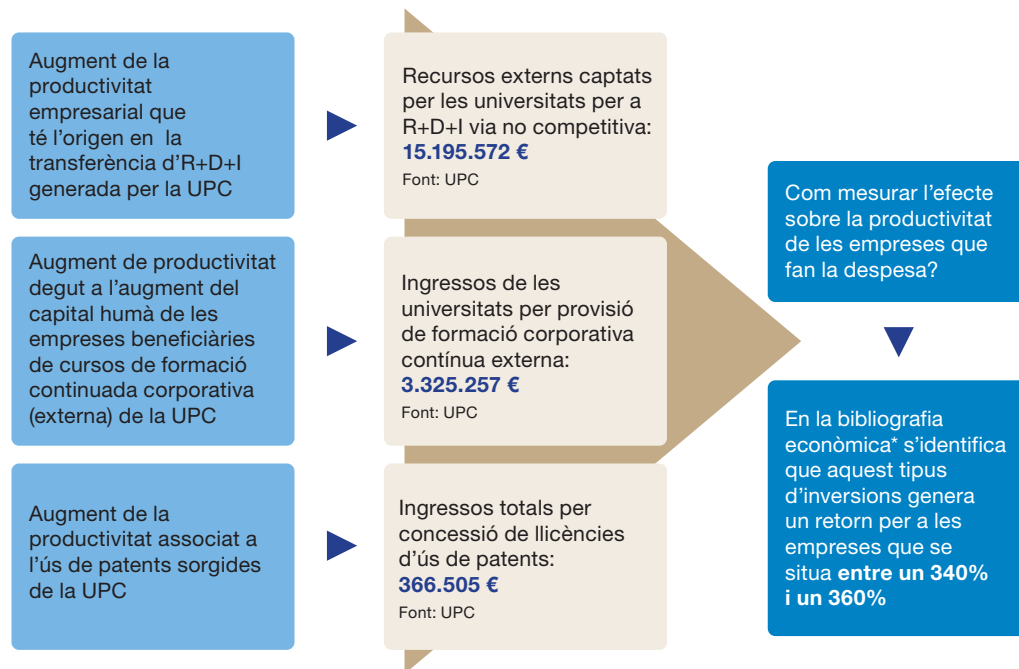 Augment de la
productivitat
empresarial que
té l'origen en la
transferència d'R+D+I
generada per la UPC
Recursos externs captats
per les universitats per a
R+D+I via no competitiva:
15.195.572 €
Font: UPC
Augment de productivitat
degut a l'augment del
capital humà de les
empreses beneficiàries
de cursos de formació
continuada corporativa
(externa) de la UPC
Ingressos de les
universitats per provisió
de formació corporativa
contínua externa:
3.325.257 €
Font: UPC
Augment de la
productivitat associat a
l'ús de patents sorgides
de la UPC
Ingressos totals per
concessió de llicències
d'ús de patents:
366.505 €
Font: UPC
Com mesurar l'efecte
sobre la productivitat
de les empreses que
fan la despesa?
En la bibliografia
econòmica* s'identifica
que aquest tipus
d'inversions genera
un retorn per a les
empreses que se
situa entre un 340%
i un 360%